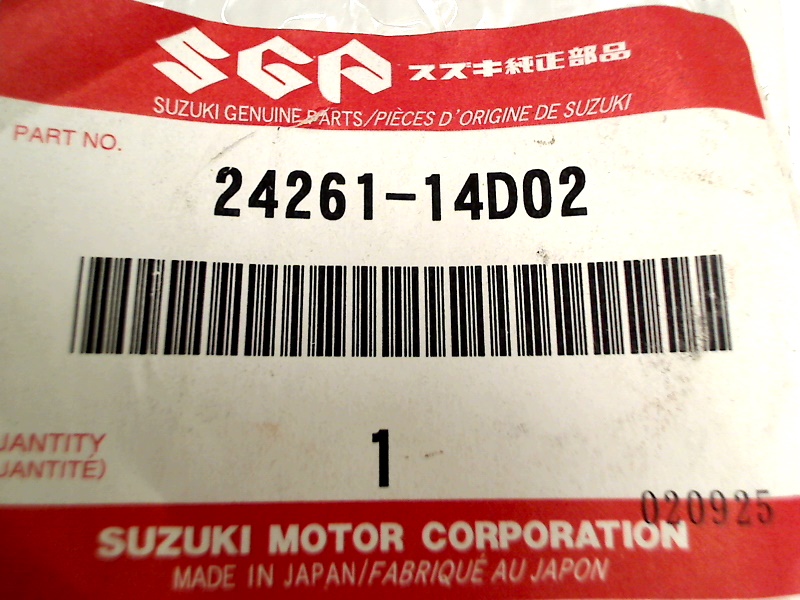 SGP スズキ純正部品
SUZUKI GENUINE PARTS/PIÈCES D'ORIGINE DE SUZUKI
PART NO.
24261-14D02
UANTITY 1
UANTITÉ)
020925
SUZUKI MOTOR CORPORATION
MADE IN JAPAN/FABRIQUÉ AU JAPON